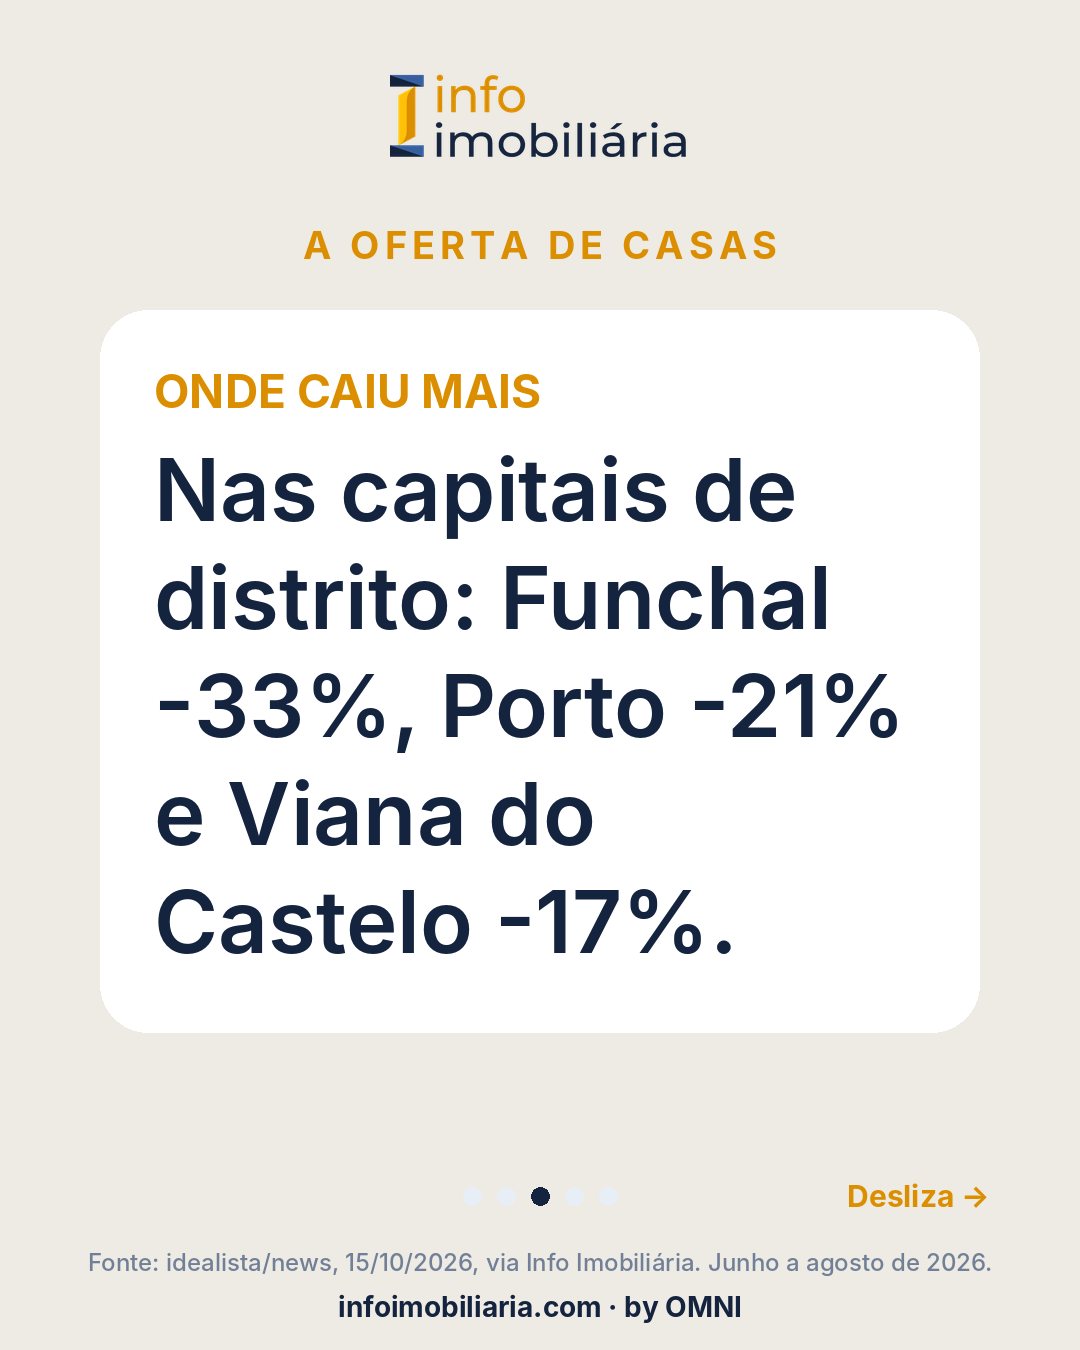 info
imobiliária
A OFERTA DE CASAS
ONDE CAIU MAIS
Nas capitais de
distrito: Funchal
-33%, Porto -21%
e Viana do
Castelo -17%.
Desliza →
Fonte: idealista/news, 15/10/2026, via Info Imobiliária. Junho a agosto de 2026.
infoimobiliaria.com · by OMNI